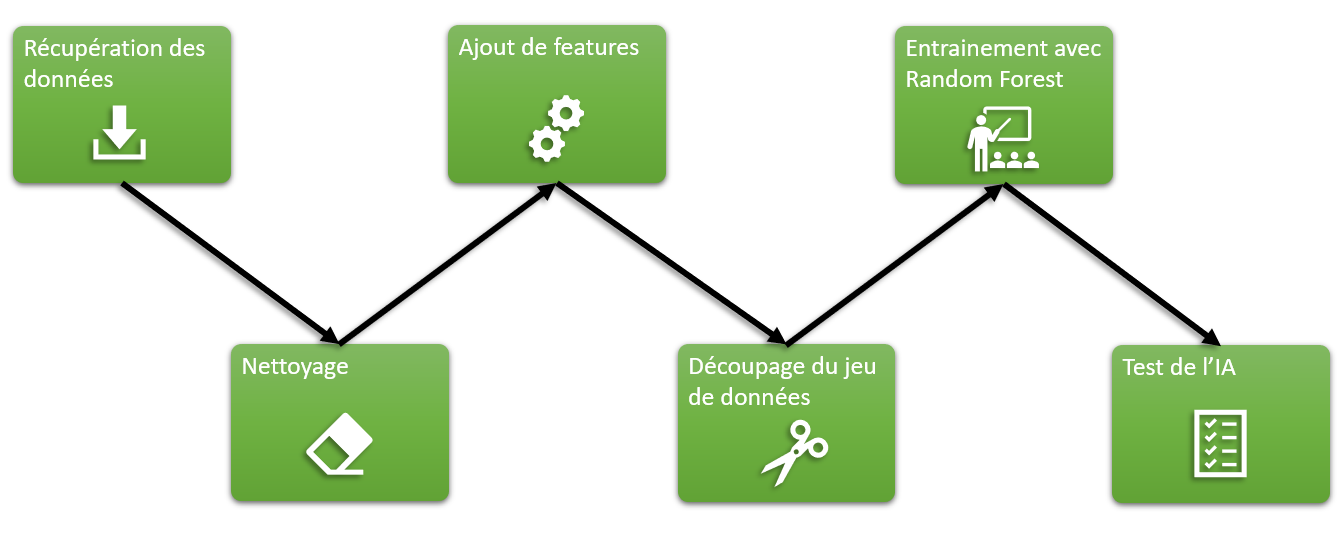 Récupération des
données
Nettoyage
Ajout de features
Découpage du jeu
de données
Entrainement avec
Random Forest
Test de l’IA